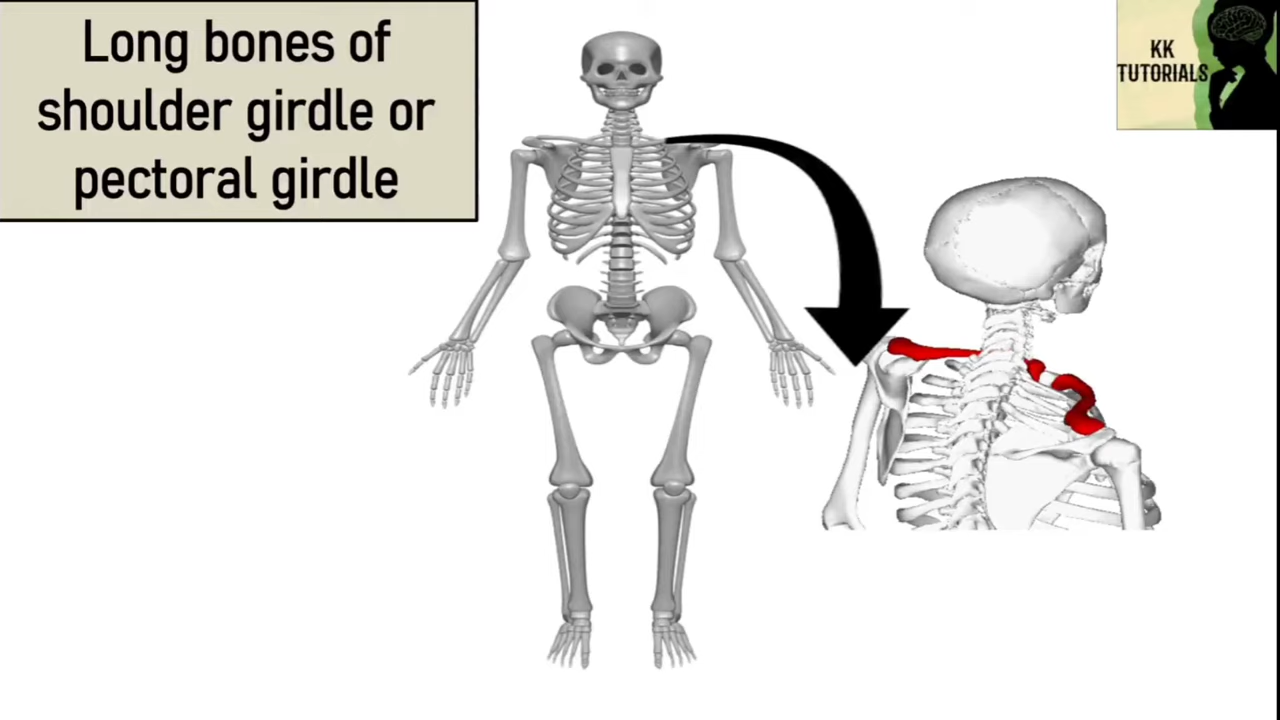 Long bones of
shoulder girdle or
pectoral girdle
KK
TUTORIALS